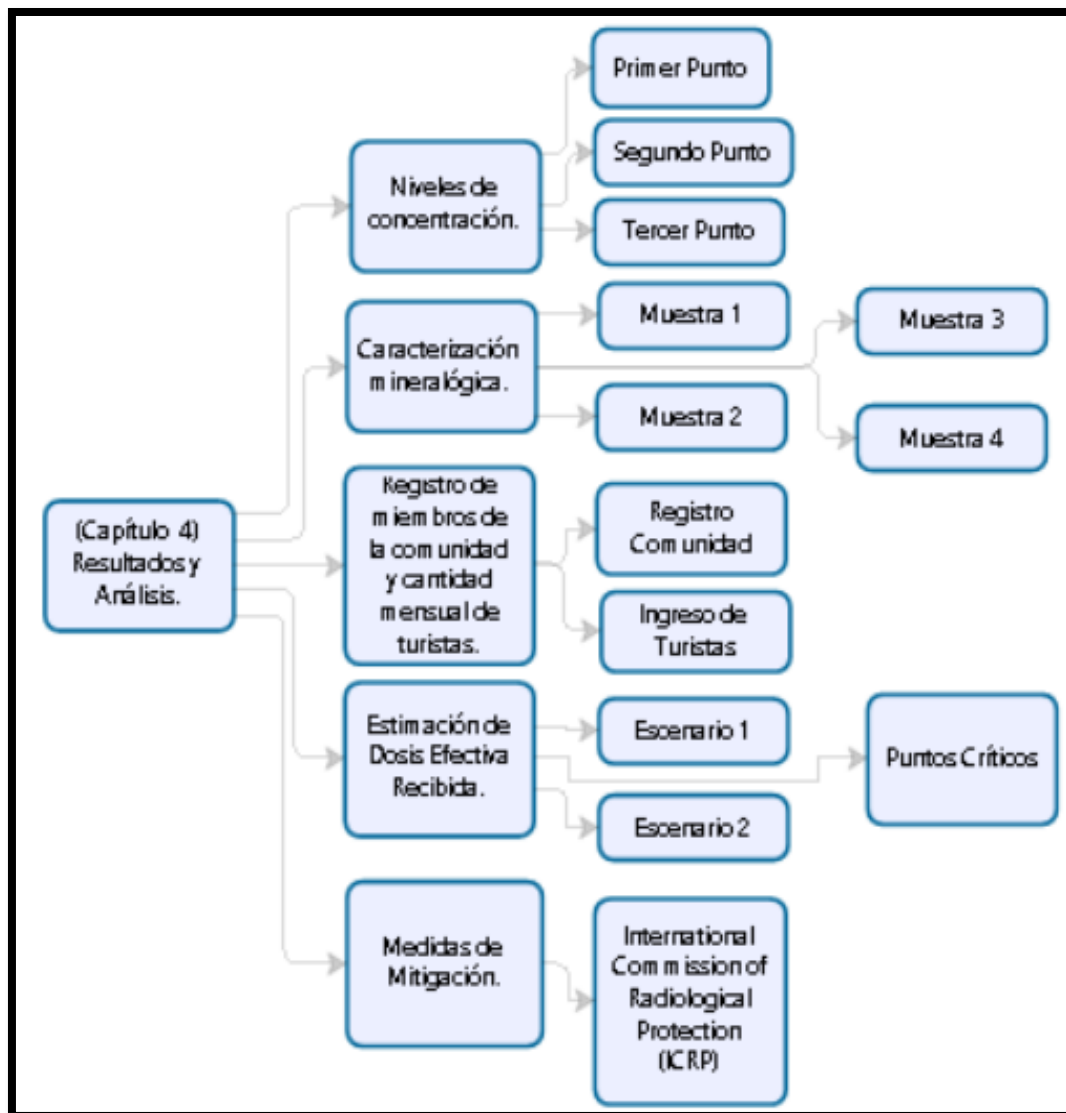 (Capítulo 4)
Resultados y
Análisis.
Niveles de
concentración.
Primer Punto
Segundo Punto
Tercer Punto
Caracterización
mineralógica.
Muestra 1
Muestra 2
Muestra 3
Muestra 4
Registro de
miembros de
la comunidad
y cantidad
mensual de
turistas.
Registro
Comunidad
Ingreso de
Turistas
Estimación de
Dosis Efectiva
Recibida.
Escenario 1
Escenario 2
Puntos Críticos
Medidas de
Mitigación.
International
Commission of
Radiological
Protection
(ICRP)